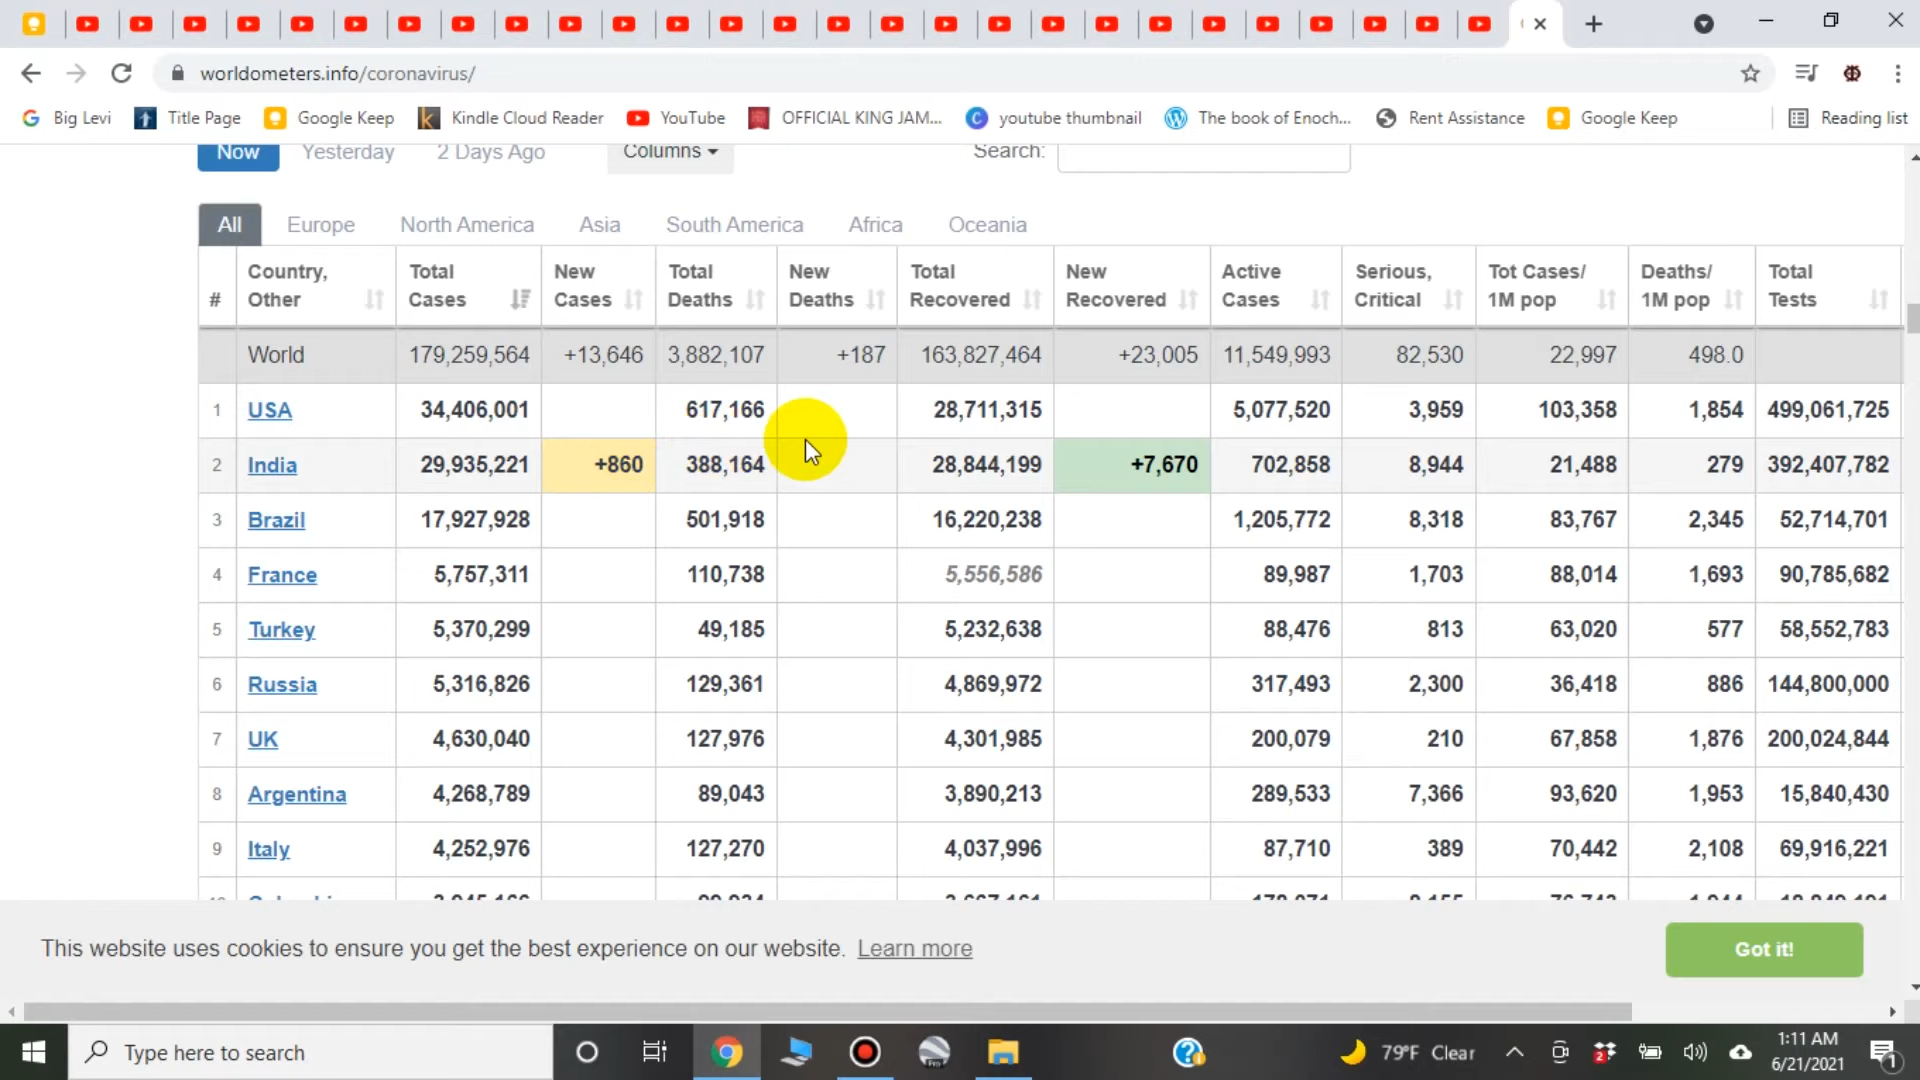 worldometers.info/coronavirus/
Big Levi Title Page Google Keep Kindle Cloud Reader YouTube OFFICIAL KING JAM... youtube thumbnail The book of Enoch... Rent Assistance Google Keep Reading list
Now Yesterday 2 Days Ago Columns Search:
All Europe North America Asia South America Africa Oceania
# Country, Other Total Cases New Cases Total Deaths New Deaths Total Recovered New Recovered Active Cases Serious, Critical Tot Cases/ 1M pop Deaths/ 1M pop Total Tests
World 179,259,564 +13,646 3,882,107 +187 163,827,464 +23,005 11,549,993 82,530 22,997 498.0
1 USA 34,406,001 617,166 28,711,315 5,077,520 3,959 103,358 1,854 499,061,725
2 India 29,935,221 +860 388,164 28,844,199 +7,670 702,858 8,944 21,488 279 392,407,782
3 Brazil 17,927,928 501,918 16,220,238 1,205,772 8,318 83,767 2,345 52,714,701
4 France 5,757,311 110,738 5,556,586 89,987 1,703 88,014 1,693 90,785,682
5 Turkey 5,370,299 49,185 5,232,638 88,476 813 63,020 577 58,552,783
6 Russia 5,316,826 129,361 4,869,972 317,493 2,300 36,418 886 144,800,000
7 UK 4,630,040 127,976 4,301,985 200,079 210 67,858 1,876 200,024,844
8 Argentina 4,268,789 89,043 3,890,213 289,533 7,366 93,620 1,953 15,840,430
9 Italy 4,252,976 127,270 4,037,996 87,710 389 70,442 2,108 69,916,221
This website uses cookies to ensure you get the best experience on our website. Learn more Got it!
Type here to search 79°F Clear 1:11 AM
6/21/2021